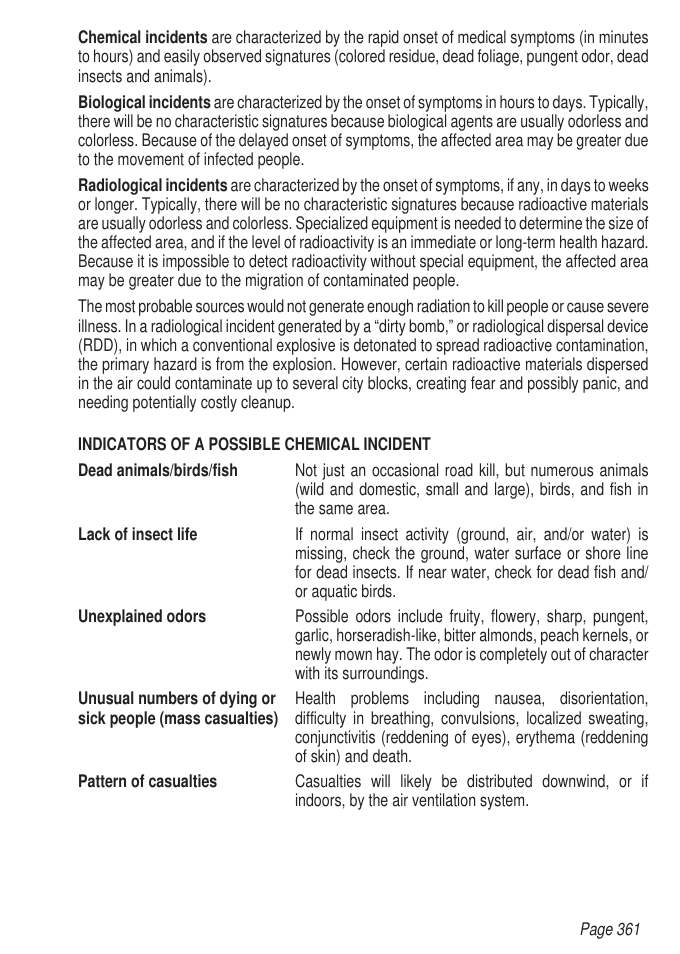 Chemical incidents are characterized by the rapid onset of medical symptoms (in minutes
to hours) and easily observed signatures (colored residue, dead foliage, pungent odor, dead
insects and animals).
Biological incidents are characterized by the onset of symptoms in hours to days. Typically,
there will be no characteristic signatures because biological agents are usually odorless and
colorless. Because of the delayed onset of symptoms, the affected area may be greater due
to the movement of infected people.
Radiological incidents are characterized by the onset of symptoms, if any, in days to weeks
or longer. Typically, there will be no characteristic signatures because radioactive materials
are usually odorless and colorless. Specialized equipment is needed to determine the size of
the affected area, and if the level of radioactivity is an immediate or long-term health hazard.
Because it is impossible to detect radioactivity without special equipment, the affected area
may be greater due to the migration of contaminated people.
The most probable sources would not generate enough radiation to kill people or cause severe
illness. In a radiological incident generated by a “dirty bomb,” or radiological dispersal device
(RDD), in which a conventional explosive is detonated to spread radioactive contamination,
the primary hazard is from the explosion. However, certain radioactive materials dispersed
in the air could contaminate up to several city blocks, creating fear and possibly panic, and
needing potentially costly cleanup.
INDICATORS OF A POSSIBLE CHEMICAL INCIDENT
Dead animals/birds/fish Not just an occasional road kill, but numerous animals
(wild and domestic, small and large), birds, and fish in
the same area.
Lack of insect life If normal insect activity (ground, air, and/or water) is
missing, check the ground, water surface or shore line
for dead insects. If near water, check for dead fish and/
or aquatic birds.
Unexplained odors Possible odors include fruity, flowery, sharp, pungent,
garlic, horseradish-like, bitter almonds, peach kernels, or
newly mown hay. The odor is completely out of character
with its surroundings.
Unusual numbers of dying or Health problems including nausea, disorientation,
sick people (mass casualties) difficulty in breathing, convulsions, localized sweating,
conjunctivitis (reddening of eyes), erythema (reddening
of skin) and death.
Pattern of casualties Casualties will likely be distributed downwind, or if
indoors, by the air ventilation system.
Page 361